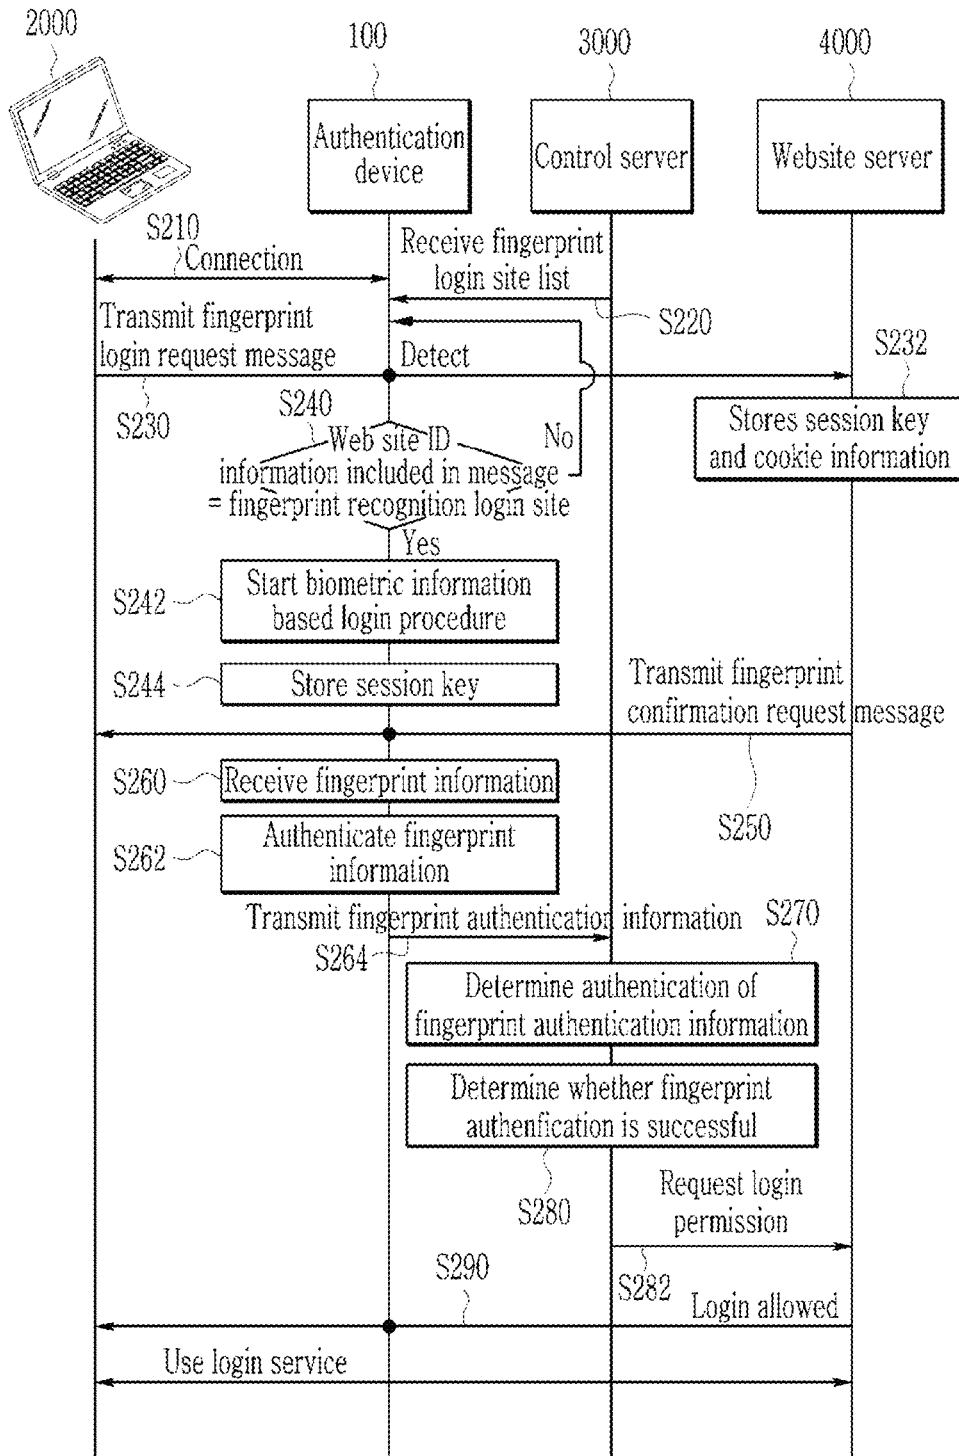 2000
100
3000
4000
Authentication
device
Control server
Website server
S210
Connection
Receive fingerprint
login site list
S220
Transmit fingerprint
login request message
Detect
S230
S232
Stores session key
and cookie information
S240
Web site ID
information included in message
= fingerprint recognition login site
No
Yes
S242
Start biometric information
based login procedure
S244
Store session key
Transmit fingerprint
confirmation request message
S250
S260
Receive fingerprint information
S262
Authenticate fingerprint
information
Transmit fingerprint authentication information
S264
S270
Determine authentication of
fingerprint authentication information
Determine whether fingerprint
authenfication is successful
S280
Request login
permission
S282
S290
Login allowed
Use login service